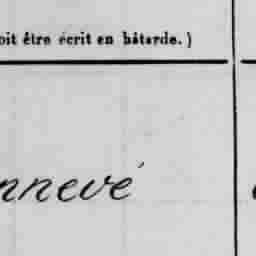 oit être écrit en bâtarde.)
nnevé